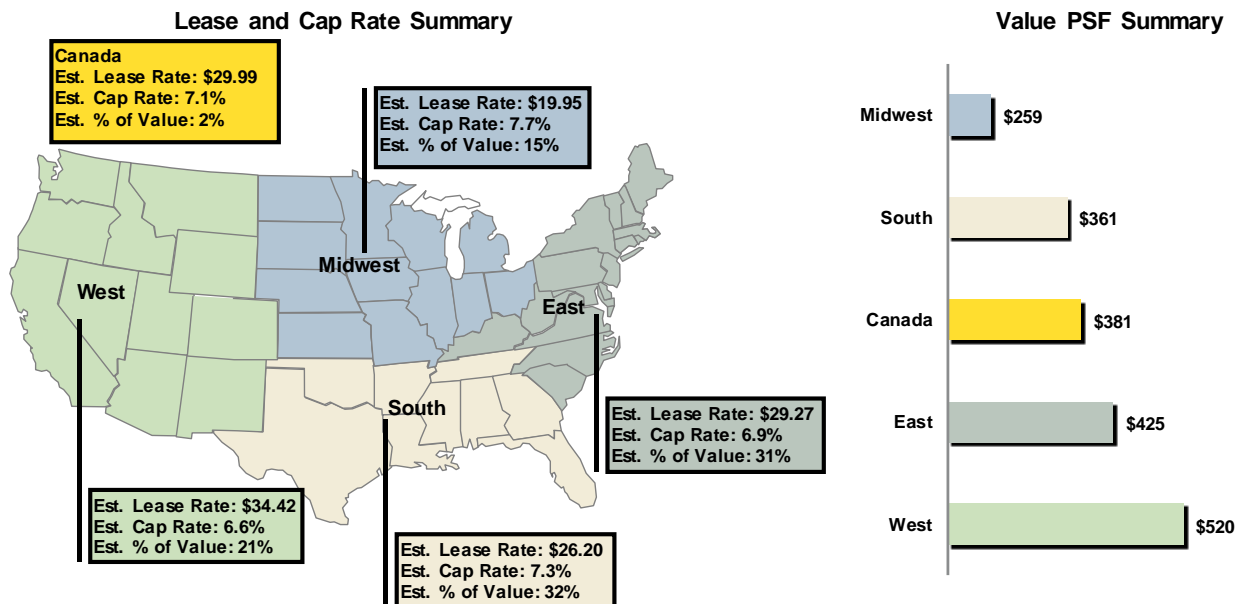 Lease and Cap Rate Summary
Canada
Est. Lease Rate: $29.99
Est. Cap Rate: 7.1%
Est. % of Value: 2%
Est. Lease Rate: $19.95
Est. Cap Rate: 7.7%
Est. % of Value: 15%
Midwest
West
East
South
Est. Lease Rate: $29.27
Est. Cap Rate: 6.9%
Est. % of Value: 31%
Est. Lease Rate: $34.42
Est. Cap Rate: 6.6%
Est. % of Value: 21%
Est. Lease Rate: $26.20
Est. Cap Rate: 7.3%
Est. % of Value: 32%
Value PSF Summary
Midwest $259
South $361
Canada $381
East $425
West $520